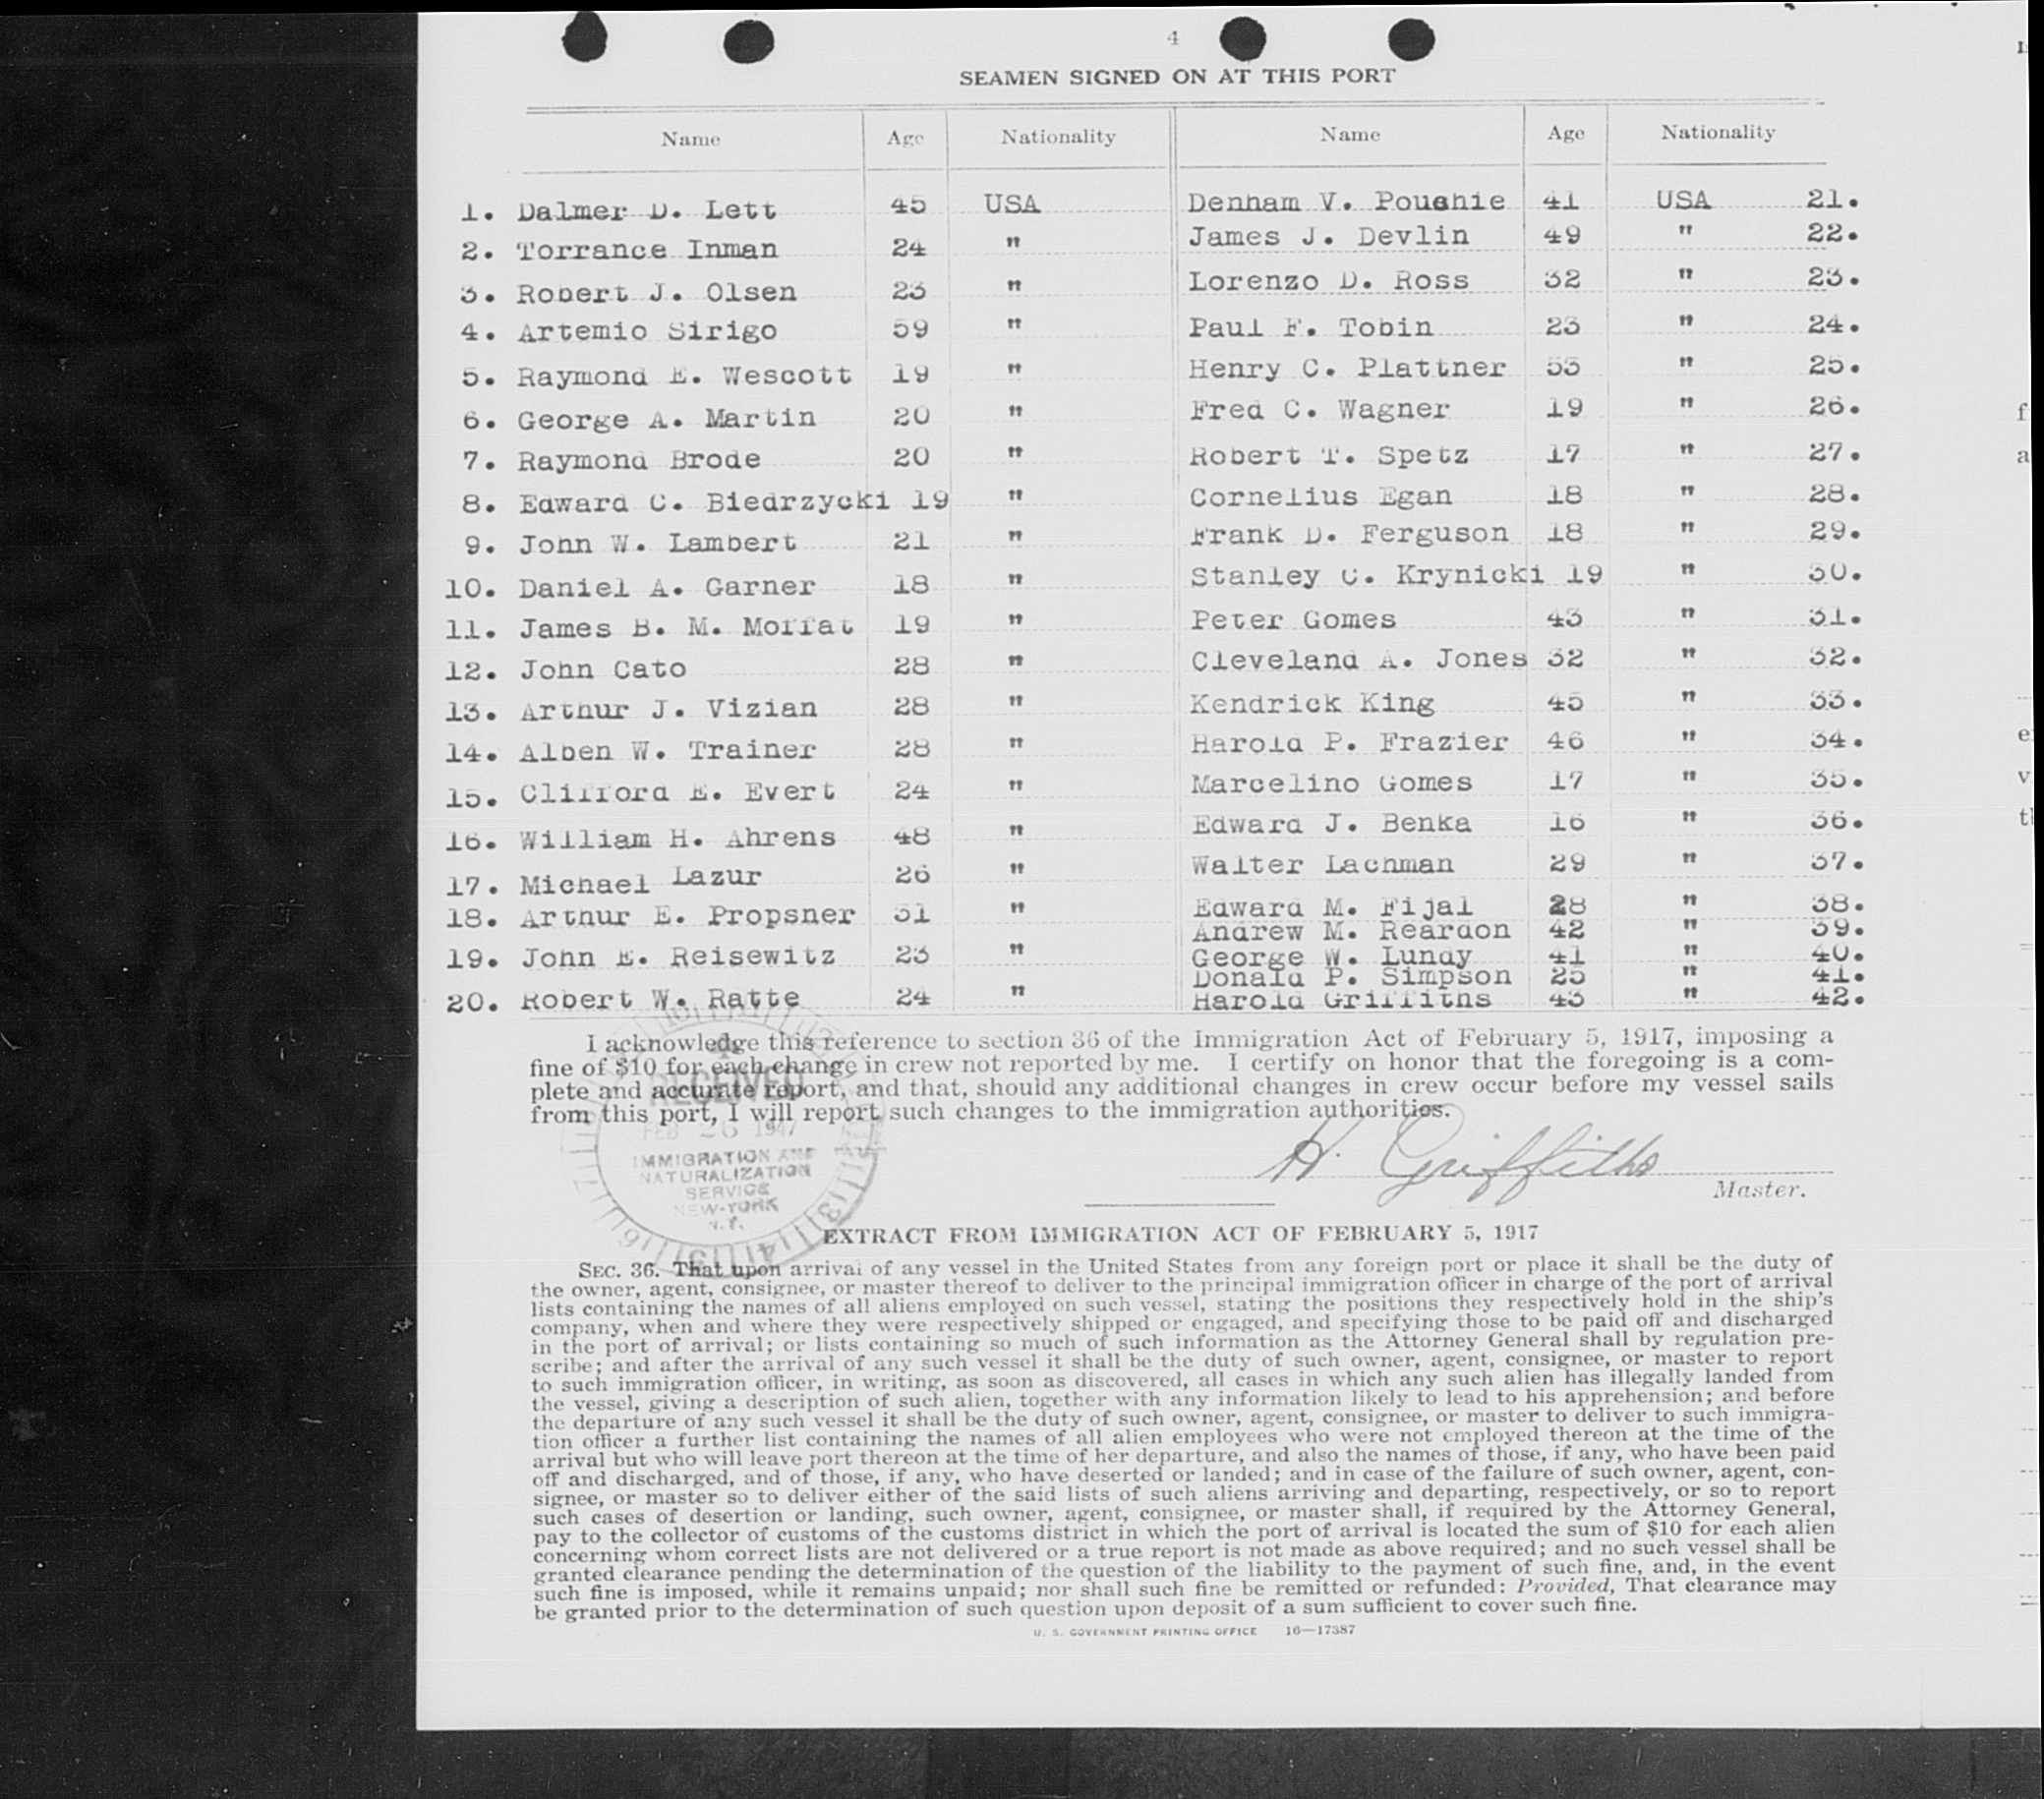 4
SEAMEN SIGNED ON AT THIS PORT
Name Age Nationality Name Age Nationality
1. Dalmer D. Lett 45 USA Denham V. Poushie 41 USA 21.
2. Torrance Inman 24 " James J. Devlin 49 " 22.
3. Robert J. Olsen 23 " Lorenzo D. Ross 32 " 23.
4. Artemio Sirigo 59 " Paul F. Tobin 23 " 24.
5. Raymond E. Wescott 19 " Henry C. Plattner 53 " 25.
6. George A. Martin 20 " Fred C. Wagner 19 " 26.
7. Raymond Brode 20 " Robert T. Spetz 17 " 27.
8. Edward C. Biedrzycki 19 " Cornelius Egan 18 " 28.
9. John W. Lambert 21 " Frank D. Ferguson 18 " 29.
10. Daniel A. Garner 18 " Stanley C. Krynicki 19 " 30.
11. James B. M. Moffat 19 " Peter Gomes 43 " 31.
12. John Cato 28 " Cleveland A. Jones 32 " 32.
13. Arthur J. Vizian 28 " Kendrick King 45 " 33.
14. Alben W. Trainer 28 " Harold P. Frazier 46 " 34.
15. Clifford E. Evert 24 " Marcelino Gomes 17 " 35.
16. William H. Ahrens 48 " Edward J. Benka 16 " 36.
17. Michael Lazur 26 " Walter Lachman 29 " 37.
18. Arthur E. Propsner 31 " Edward M. Fijal 28 " 38.
Andrew M. Reardon 42 " 39.
19. John E. Reisewitz 23 " George W. Lundy 41 " 40.
Donald P. Simpson 25 " 41.
20. Robert W. Ratte 24 " Harold Griffiths 43 " 42.
I acknowledge this reference to section 36 of the Immigration Act of February 5, 1917, imposing a
fine of $10 for each change in crew not reported by me. I certify on honor that the foregoing is a com-
plete and accurate report, and that, should any additional changes in crew occur before my vessel sails
from this port, I will report such changes to the immigration authorities.
RECEIVED
FEB 26 1947
IMMIGRATION AND
NATURALIZATION
SERVICE
NEW-YORK
N.Y.
H. Griffiths
Master.
EXTRACT FROM IMMIGRATION ACT OF FEBRUARY 5, 1917
SEC. 36. That upon arrival of any vessel in the United States from any foreign port or place it shall be the duty of
the owner, agent, consignee, or master thereof to deliver to the principal immigration officer in charge of the port of arrival
lists containing the names of all aliens employed on such vessel, stating the positions they respectively hold in the ship's
company, when and where they were respectively shipped or engaged, and specifying those to be paid off and discharged
in the port of arrival; or lists containing so much of such information as the Attorney General shall by regulation pre-
scribe; and after the arrival of any such vessel it shall be the duty of such owner, agent, consignee, or master to report
to such immigration officer, in writing, as soon as discovered, all cases in which any such alien has illegally landed from
the vessel, giving a description of such alien, together with any information likely to lead to his apprehension; and before
the departure of any such vessel it shall be the duty of such owner, agent, consignee, or master to deliver to such immigra-
tion officer a further list containing the names of all alien employees who were not employed thereon at the time of the
arrival but who will leave port thereon at the time of her departure, and also the names of those, if any, who have been paid
off and discharged, and of those, if any, who have deserted or landed; and in case of the failure of such owner, agent, con-
signee, or master so to deliver either of the said lists of such aliens arriving and departing, respectively, or so to report
such cases of desertion or landing, such owner, agent, consignee, or master shall, if required by the Attorney General,
pay to the collector of customs of the customs district in which the port of arrival is located the sum of $10 for each alien
concerning whom correct lists are not delivered or a true report is not made as above required; and no such vessel shall be
granted clearance pending the determination of the question of the liability to the payment of such fine, and, in the event
such fine is imposed, while it remains unpaid; nor shall such fine be remitted or refunded: Provided, That clearance may
be granted prior to the determination of such question upon deposit of a sum sufficient to cover such fine.
U. S. GOVERNMENT PRINTING OFFICE 16—17387